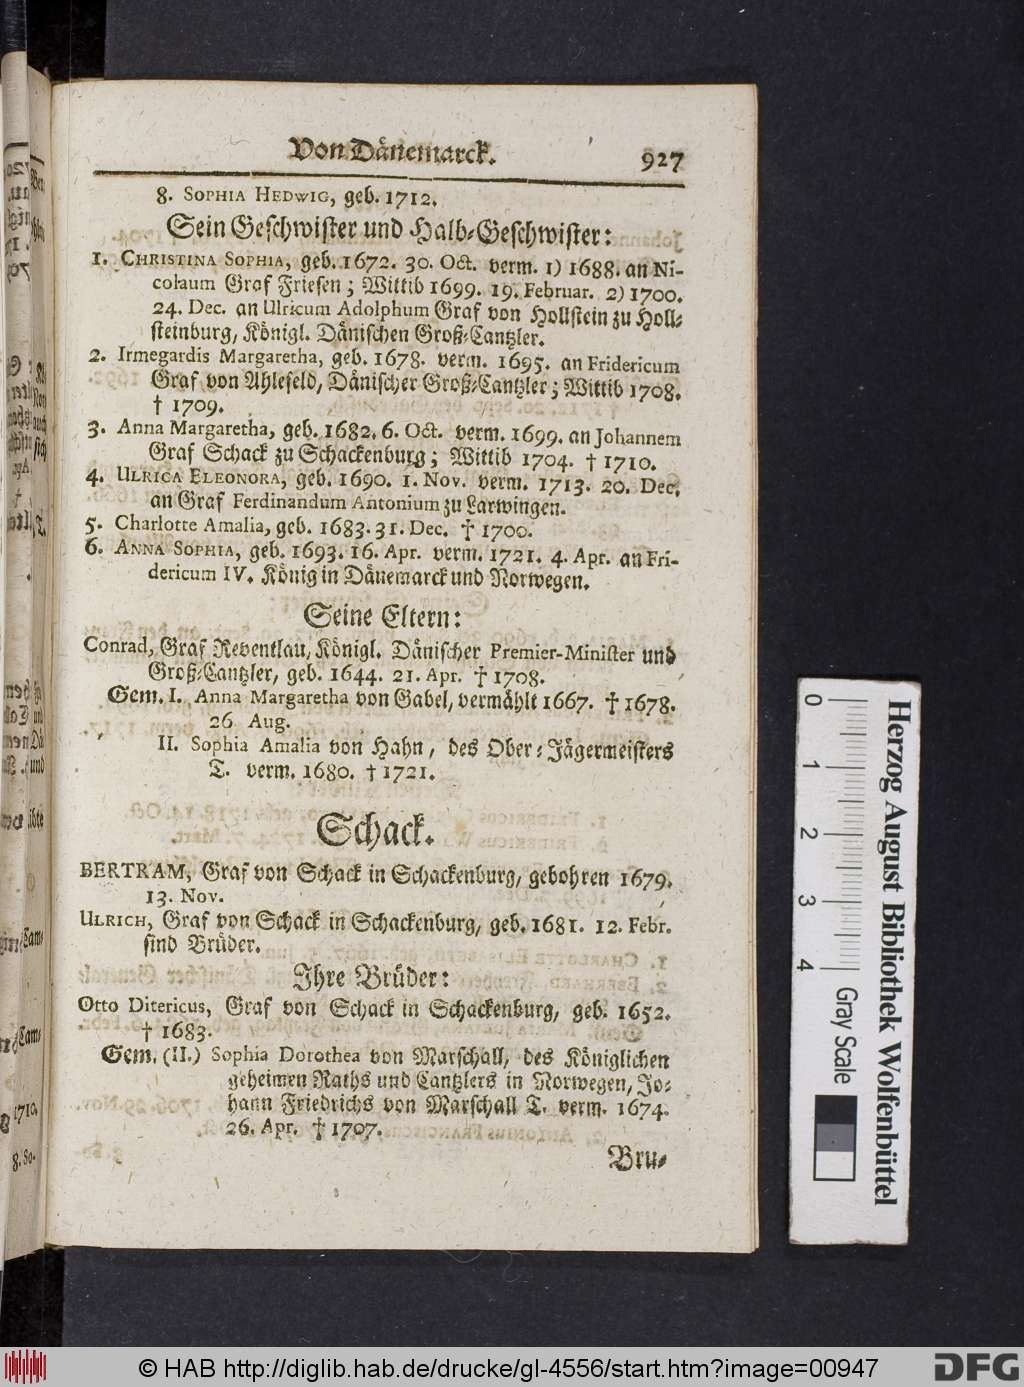 Von Dänemarck. 927
8. SOPHIA HEDWIG, geb. 1712.
Sein Geschwister und Halb-Geschwister:
1. CHRISTINA SOPHIA, geb. 1672. 30. Oct. verm. 1) 1688. an Ni-
colaum Graf Friesen; Wittib 1699. 19. Februar. 2) 1700.
24. Dec. an Ulricum Adolphum Graf von Hollstein zu Holl-
steinburg, Königl. Dänischen Groß-Cantzler.
2. Irmegardis Margaretha, geb. 1678. verm. 1695. an Fridericum
Graf von Ahlefeld, Dänischer Groß-Cantzler; Wittib 1708.
† 1709.
3. Anna Margaretha, geb. 1682. 6. Oct. verm. 1699. an Johannem
Graf Schack zu Schackenburg; Wittib 1704. † 1710.
4. ULRICA ELEONORA, geb. 1690. 1. Nov. verm. 1713. 20. Dec.
an Graf Ferdinandum Antonium zu Larwingen.
5. Charlotte Amalia, geb. 1683. 31. Dec. † 1700.
6. ANNA SOPHIA, geb. 1693. 16. Apr. verm. 1721. 4. Apr. an Fri-
dericum IV. König in Dänemarck und Norwegen.
Seine Eltern:
Conrad, Graf Reventlau, Königl. Dänischer Premier-Minister und
Groß-Cantzler, geb. 1644. 21. Apr. † 1708.
Gem. I. Anna Margaretha von Gabel, vermählt 1667. † 1678.
26. Aug.
II. Sophia Amalia von Hahn, des Ober-Jägermeisters
T. verm. 1680. † 1721.
Schack.
BERTRAM, Graf von Schack in Schackenburg, gebohren 1679.
13. Nov.
ULRICH, Graf von Schack in Schackenburg, geb. 1681. 12. Febr.
sind Brüder.
Ihre Brüder:
Otto Ditericus, Graf von Schack in Schackenburg, geb. 1652.
† 1683.
Gem. (II.) Sophia Dorothea von Marschall, des Königlichen
geheimen Raths und Cantzlers in Norwegen, Jo-
hann Friedrichs von Marschall T. verm. 1674.
26. Apr. † 1707.
Bru-
0 1 2 3 4 Gray Scale
Herzog August Bibliothek Wolfenbüttel
© HAB http://diglib.hab.de/drucke/gl-4556/start.htm?image=00947
DFG